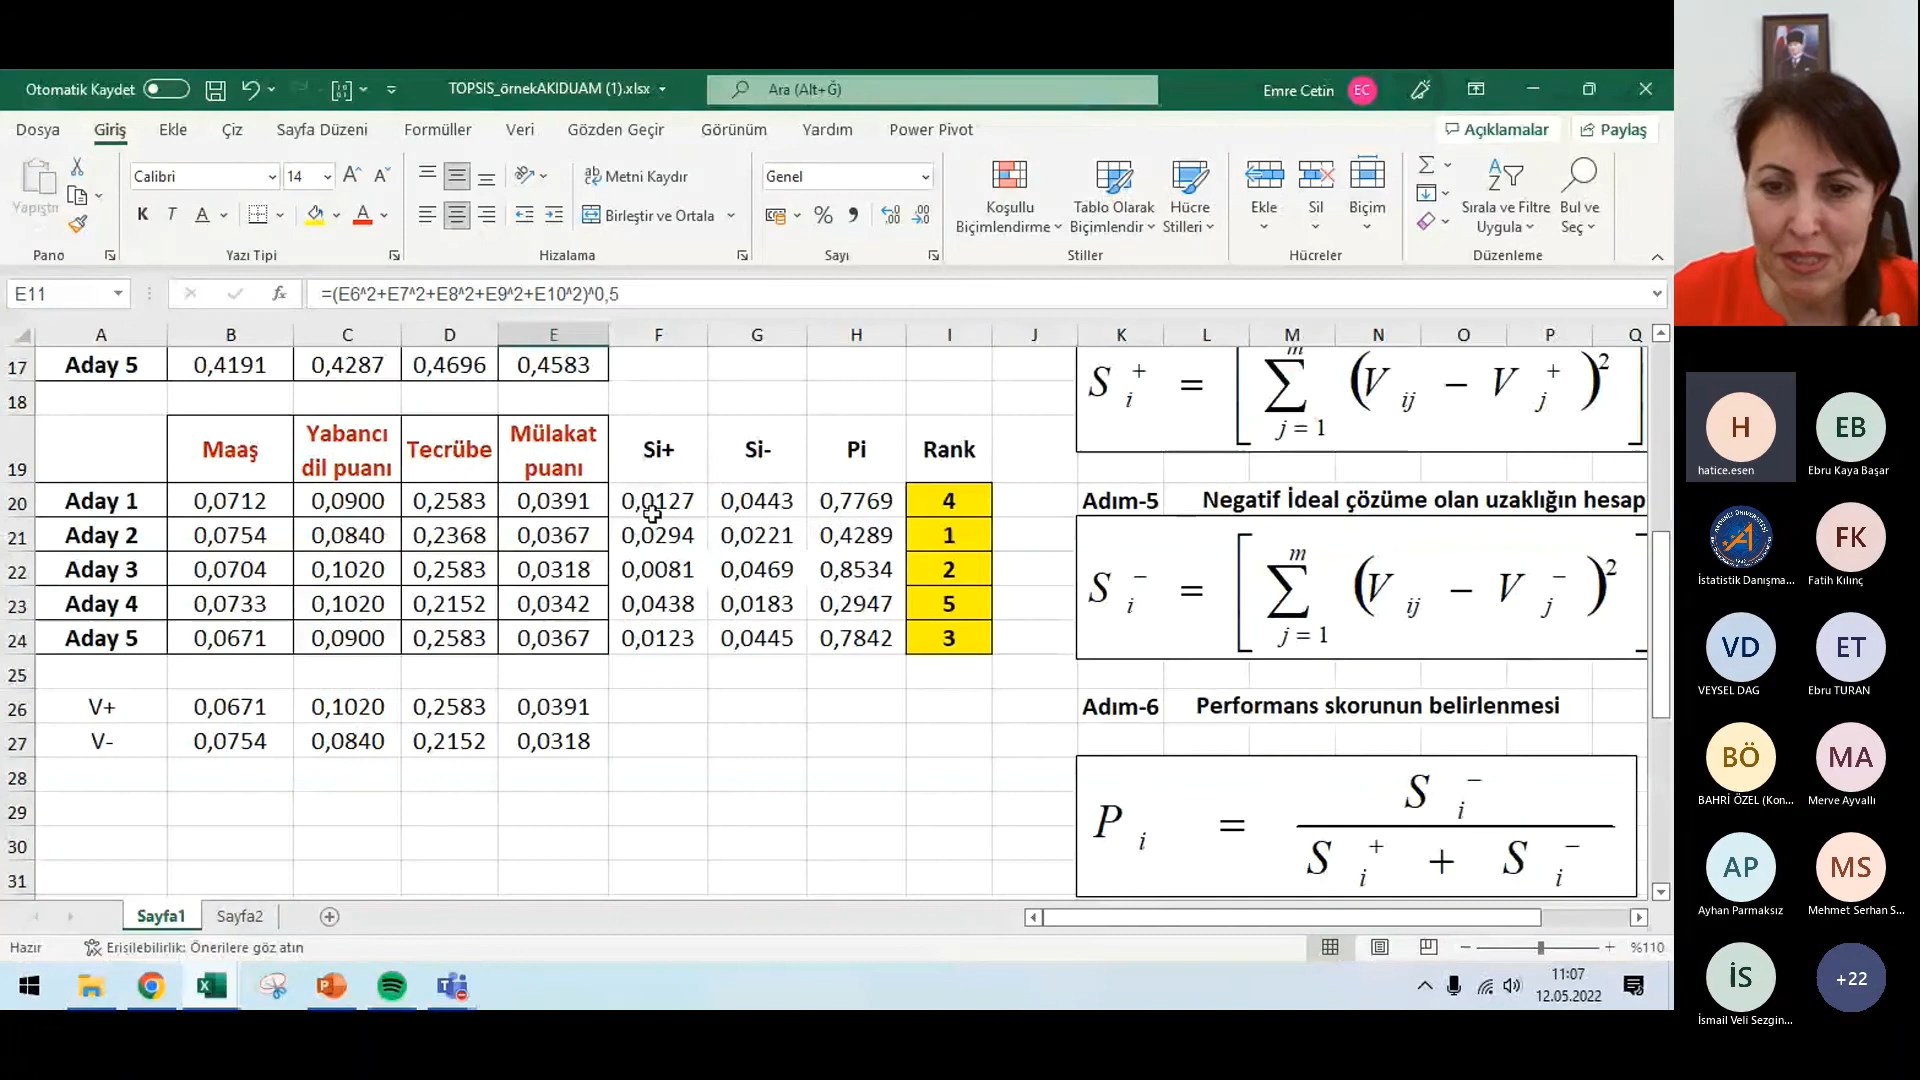 Otomatik Kaydet
TOPSIS_örnekAKIDUAM (1).xlsx
Ara (Alt+Ğ)
Emre Cetin EC
Dosya Giriş Ekle Çiz Sayfa Düzeni Formüller Veri Gözden Geçir Görünüm Yardım Power Pivot Açıklamalar Paylaş
Yapıştır
Calibri 14
K T A
Metni Kaydır
Birleştir ve Ortala
Genel
Koşullu Biçimlendirme
Tablo Olarak Biçimlendir
Hücre Stilleri
Ekle Sil Biçim
Sırala ve Filtre Uygula
Bul ve Seç
Pano Yazı Tipi Hizalama Sayı Stiller Hücreler Düzenleme
E11 fx =(E6^2+E7^2+E8^2+E9^2+E10^2)^0,5
A B C D E F G H I J K L M N O P Q
17 Aday 5 0,4191 0,4287 0,4696 0,4583
18
19 Maaş Yabancı dil puanı Tecrübe Mülakat puanı Si+ Si- Pi Rank
20 Aday 1 0,0712 0,0900 0,2583 0,0391 0,0127 0,0443 0,7769 4
21 Aday 2 0,0754 0,0840 0,2368 0,0367 0,0294 0,0221 0,4289 1
22 Aday 3 0,0704 0,1020 0,2583 0,0318 0,0081 0,0469 0,8534 2
23 Aday 4 0,0733 0,1020 0,2152 0,0342 0,0438 0,0183 0,2947 5
24 Aday 5 0,0671 0,0900 0,2583 0,0367 0,0123 0,0445 0,7842 3
25
26 V+ 0,0671 0,1020 0,2583 0,0391
27 V- 0,0754 0,0840 0,2152 0,0318
28
29
30
31
S i + = [ m ∑ j = 1 (V ij − V j +)2 ]
Adım-5 Negatif İdeal çözüme olan uzaklığın hesap
S i − = [ m ∑ j = 1 (V ij − V j −)2
Adım-6 Performans skorunun belirlenmesi
P i = S i − / S i + + S i −
Sayfa1 Sayfa2
Hazır Erişilebilirlik: Önerilere göz atın
%110
11:07
12.05.2022
H EB
hatice.esen Ebru Kaya Başar
FK
İstatistik Danışma... Fatih Kılınç
VD ET
VEYSEL DAG Ebru TURAN
BÖ MA
BAHRİ ÖZEL (Kon... Merve Ayvallı
AP MS
Ayhan Parmaksız Mehmet Serhan S...
İS +22
İsmail Veli Sezgin...